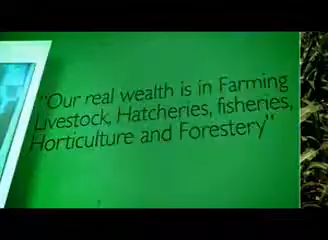 "Our real wealth is in Farming
Livestock, Hatcheries, fisheries,
Horticulture and Forestery"